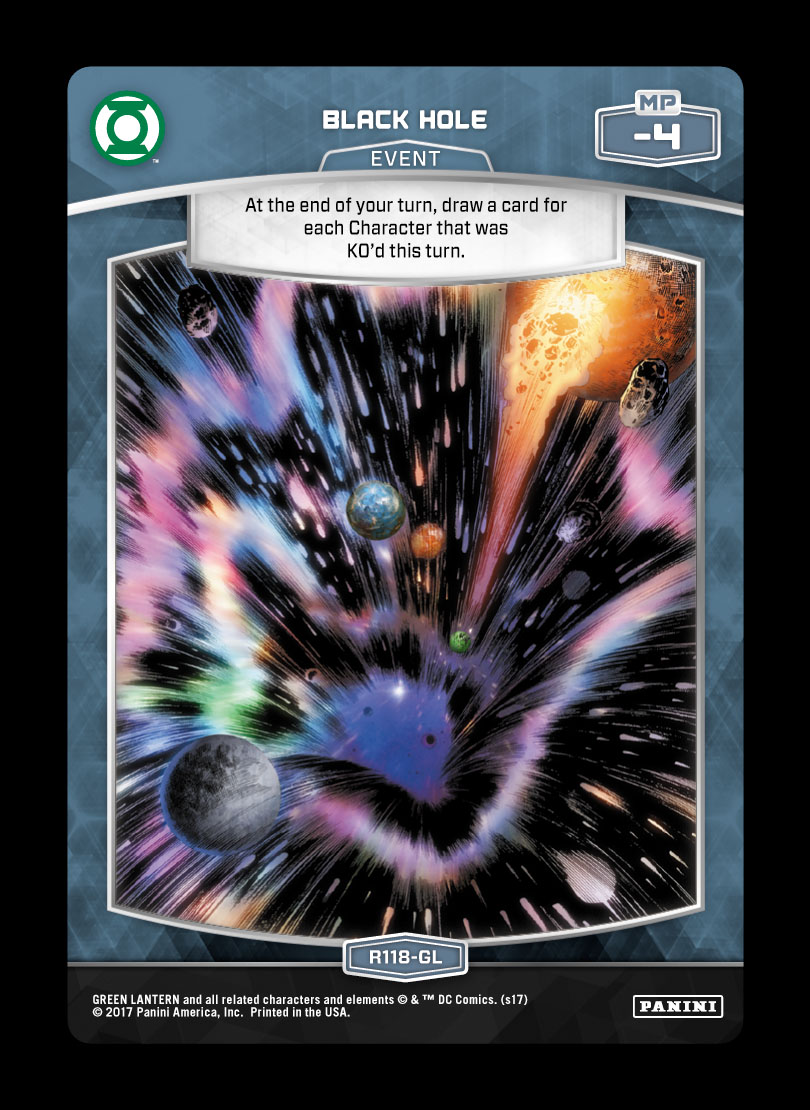 BLACK HOLE
MP
-4
EVENT
At the end of your turn, draw a card for
each Character that was
KO'd this turn.
R118-GL
GREEN LANTERN and all related characters and elements © & ™ DC Comics. (s17)
© 2017 Panini America, Inc.  Printed in the USA.
PANINI
™